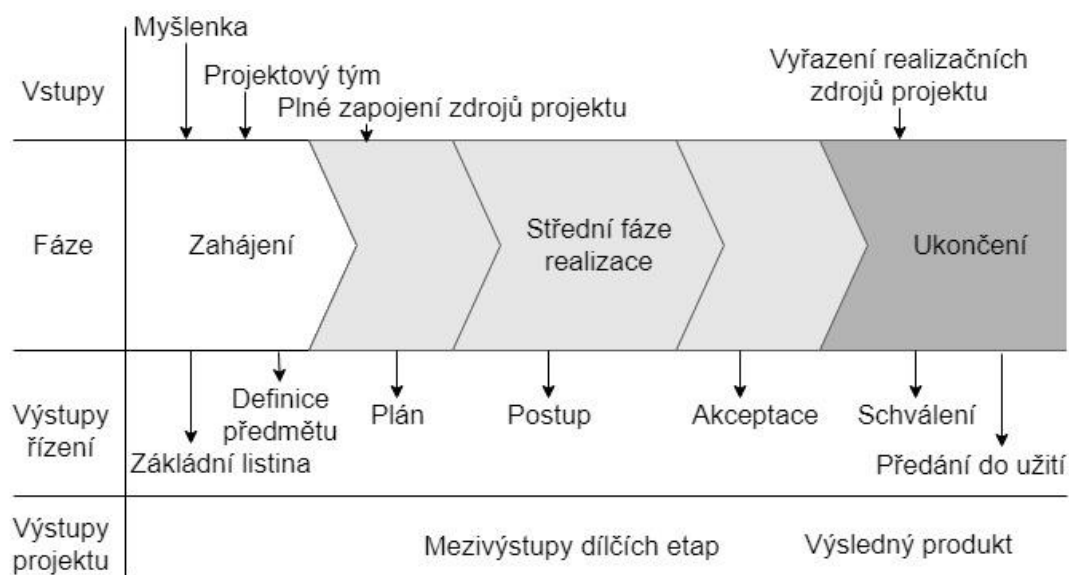 Myšlenka
Projektový tým
Vstupy
Plné zapojení zdrojů projektu
Vyřazení realizačních
zdrojů projektu
Fáze
Zahájení
Střední fáze
realizace
Ukončení
Výstupy
řízení
Základní listina
Definice
předmětu
Plán
Postup
Akceptace
Schválení
Předání do užití
Výstupy
projektu
Mezivýstupy dílčích etap
Výsledný produkt